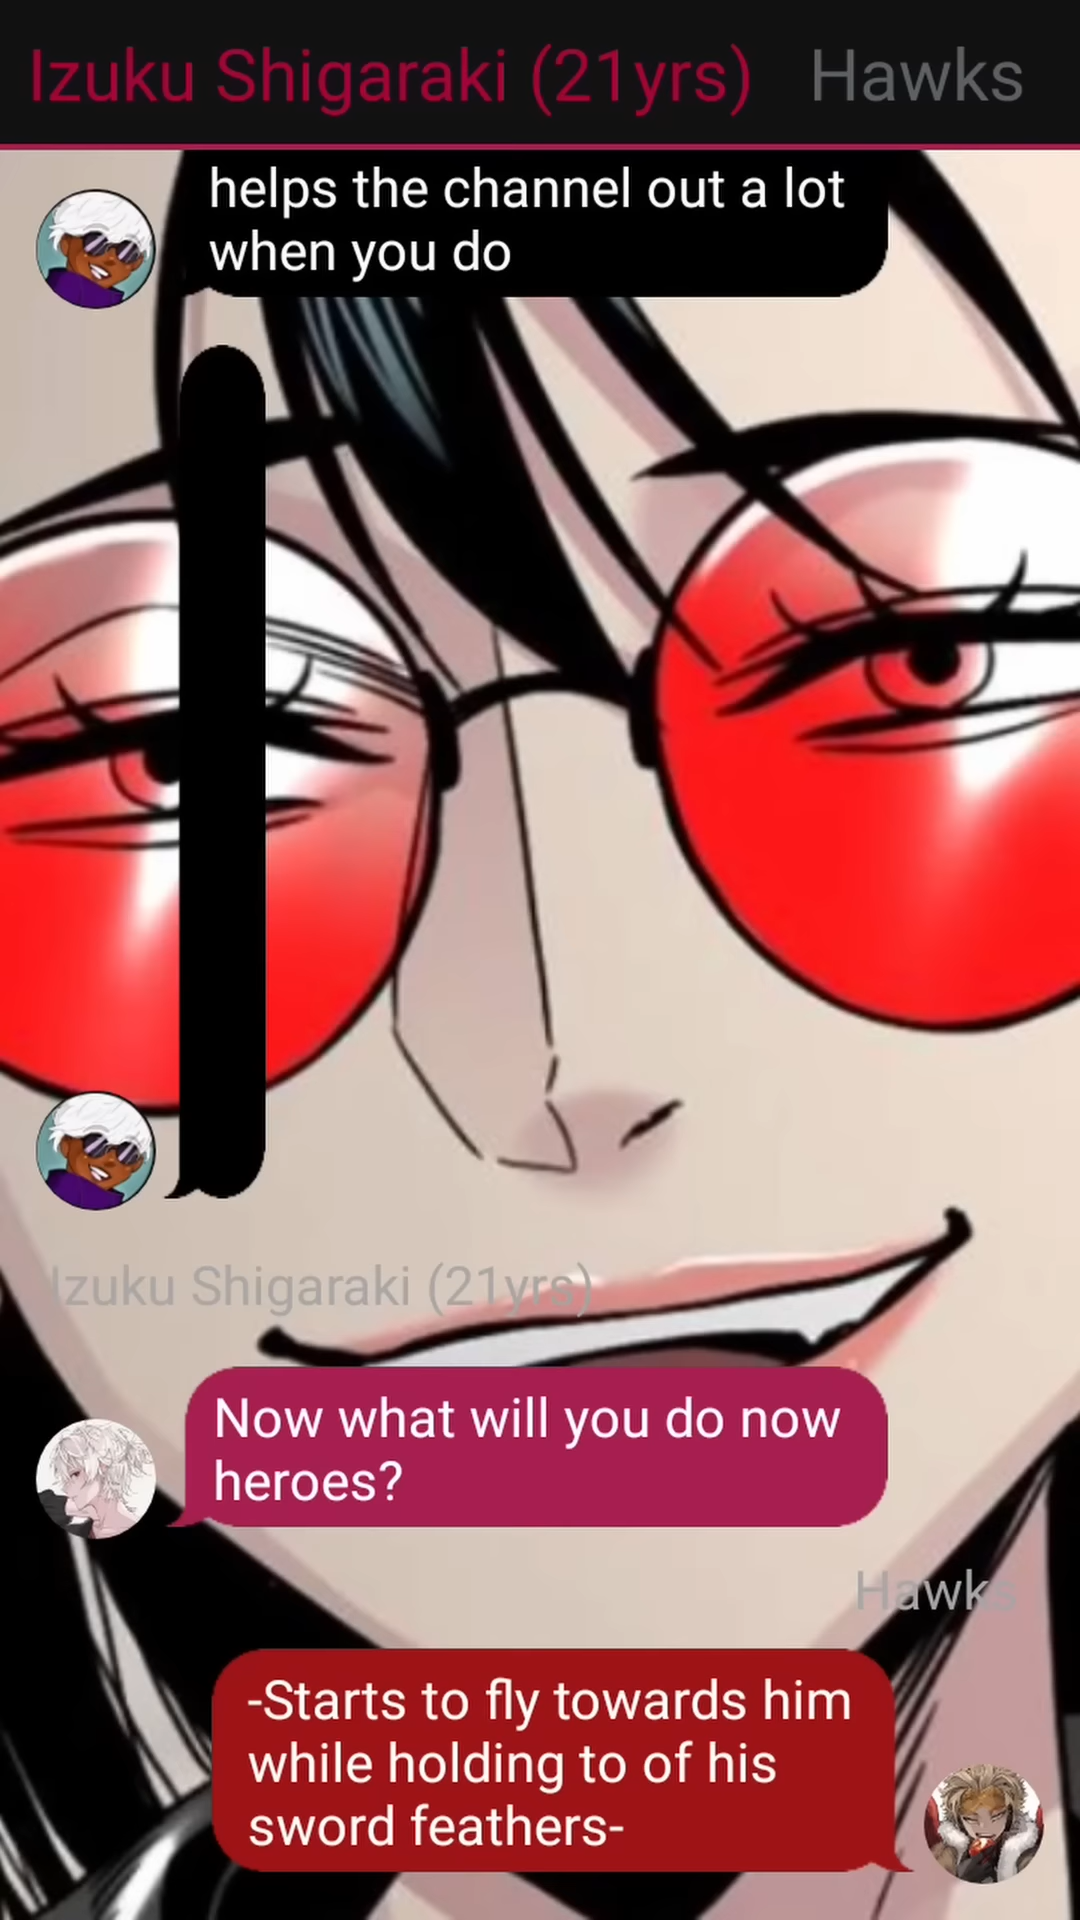 Izuku Shigaraki (21yrs) Hawks
helps the channel out a lot
when you do
Izuku Shigaraki (21yrs)
Now what will you do now
heroes?
Hawks
-Starts to fly towards him
while holding to of his
sword feathers-